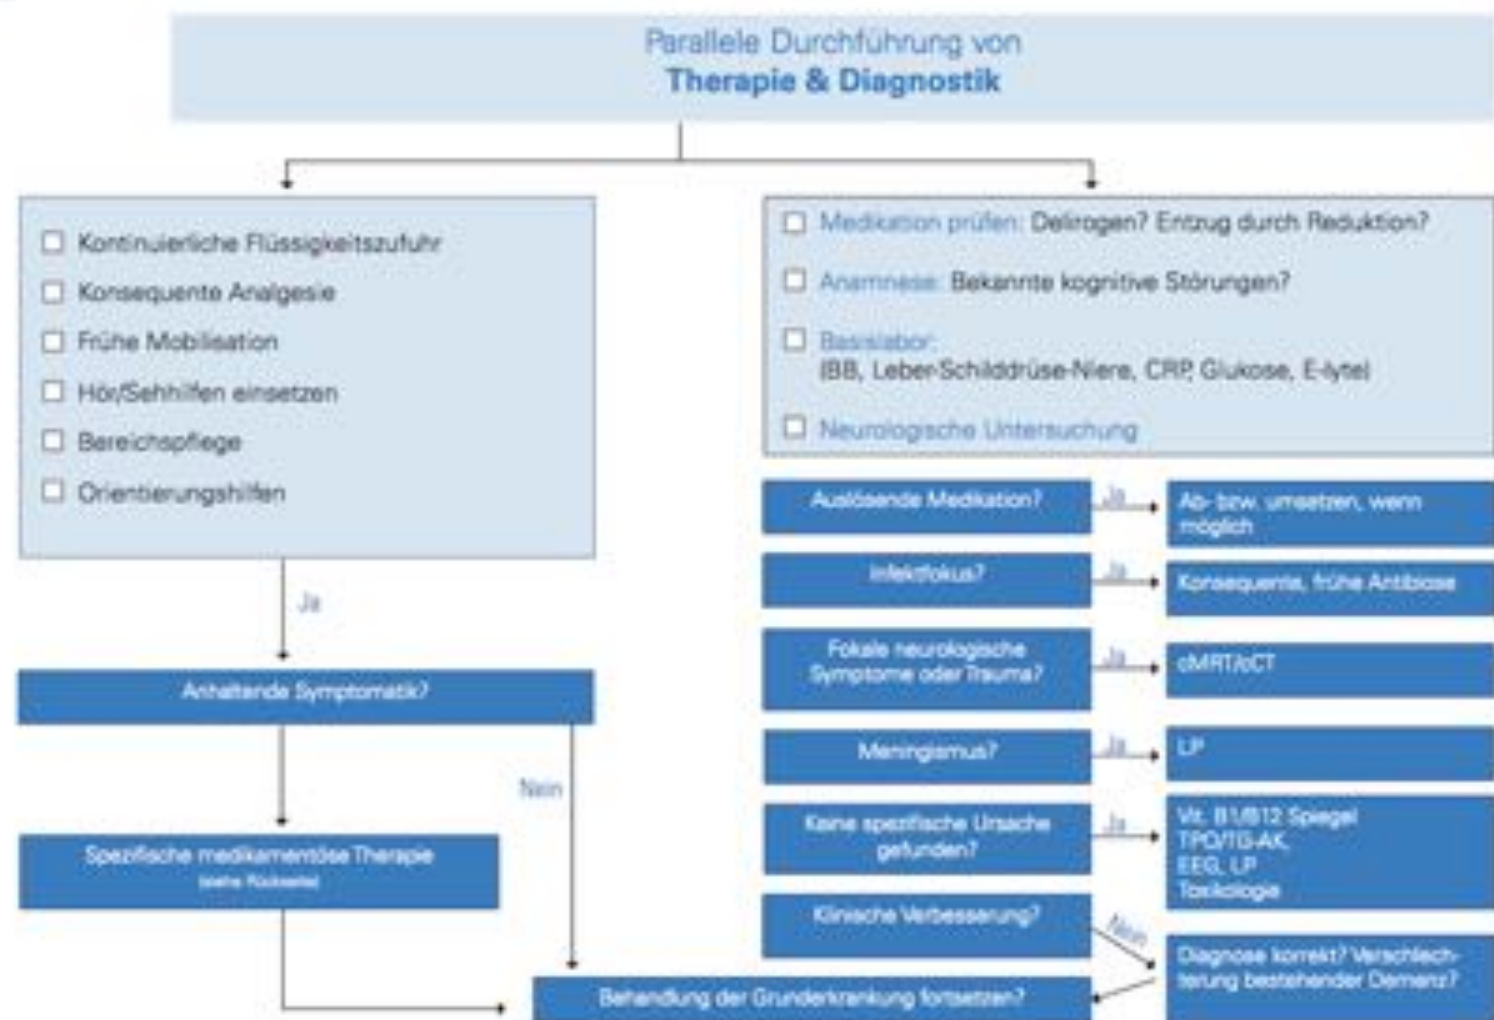 Parallele Durchführung von
Therapie & Diagnostik
Kontinuierliche Flüssigkeitszufuhr
Konsequente Analgesie
Frühe Mobilisation
Hör/Sehhilfen einsetzen
Bereichspflege
Orientierungshilfen
Ja
Anhaltende Symptomatik?
Nein
Spezifische medikamentöse Therapie
(siehe Rückseite)
Medikation prüfen: Delirogen? Entzug durch Reduktion?
Anamnese: Bekannte kognitive Störungen?
Basislabor:
(BB, Leber-Schilddrüse-Niere, CRP, Glukose, E-lyte)
Neurologische Untersuchung
Auslösende Medikation?
Ja
Ab- bzw. umsetzen, wenn
möglich
Infektfokus?
Ja
Konsequente, frühe Antibiose
Fokale neurologische
Symptome oder Trauma?
Ja
cMRT/cCT
Meningismus?
Ja
LP
Keine spezifische Ursache
gefunden?
Ja
Vit. B1/B12 Spiegel
TPO/TG-AK,
EEG, LP
Toxikologie
Klinische Verbesserung?
Nein
Diagnose korrekt? Verschlech-
terung bestehender Demenz?
Behandlung der Grunderkrankung fortsetzen?